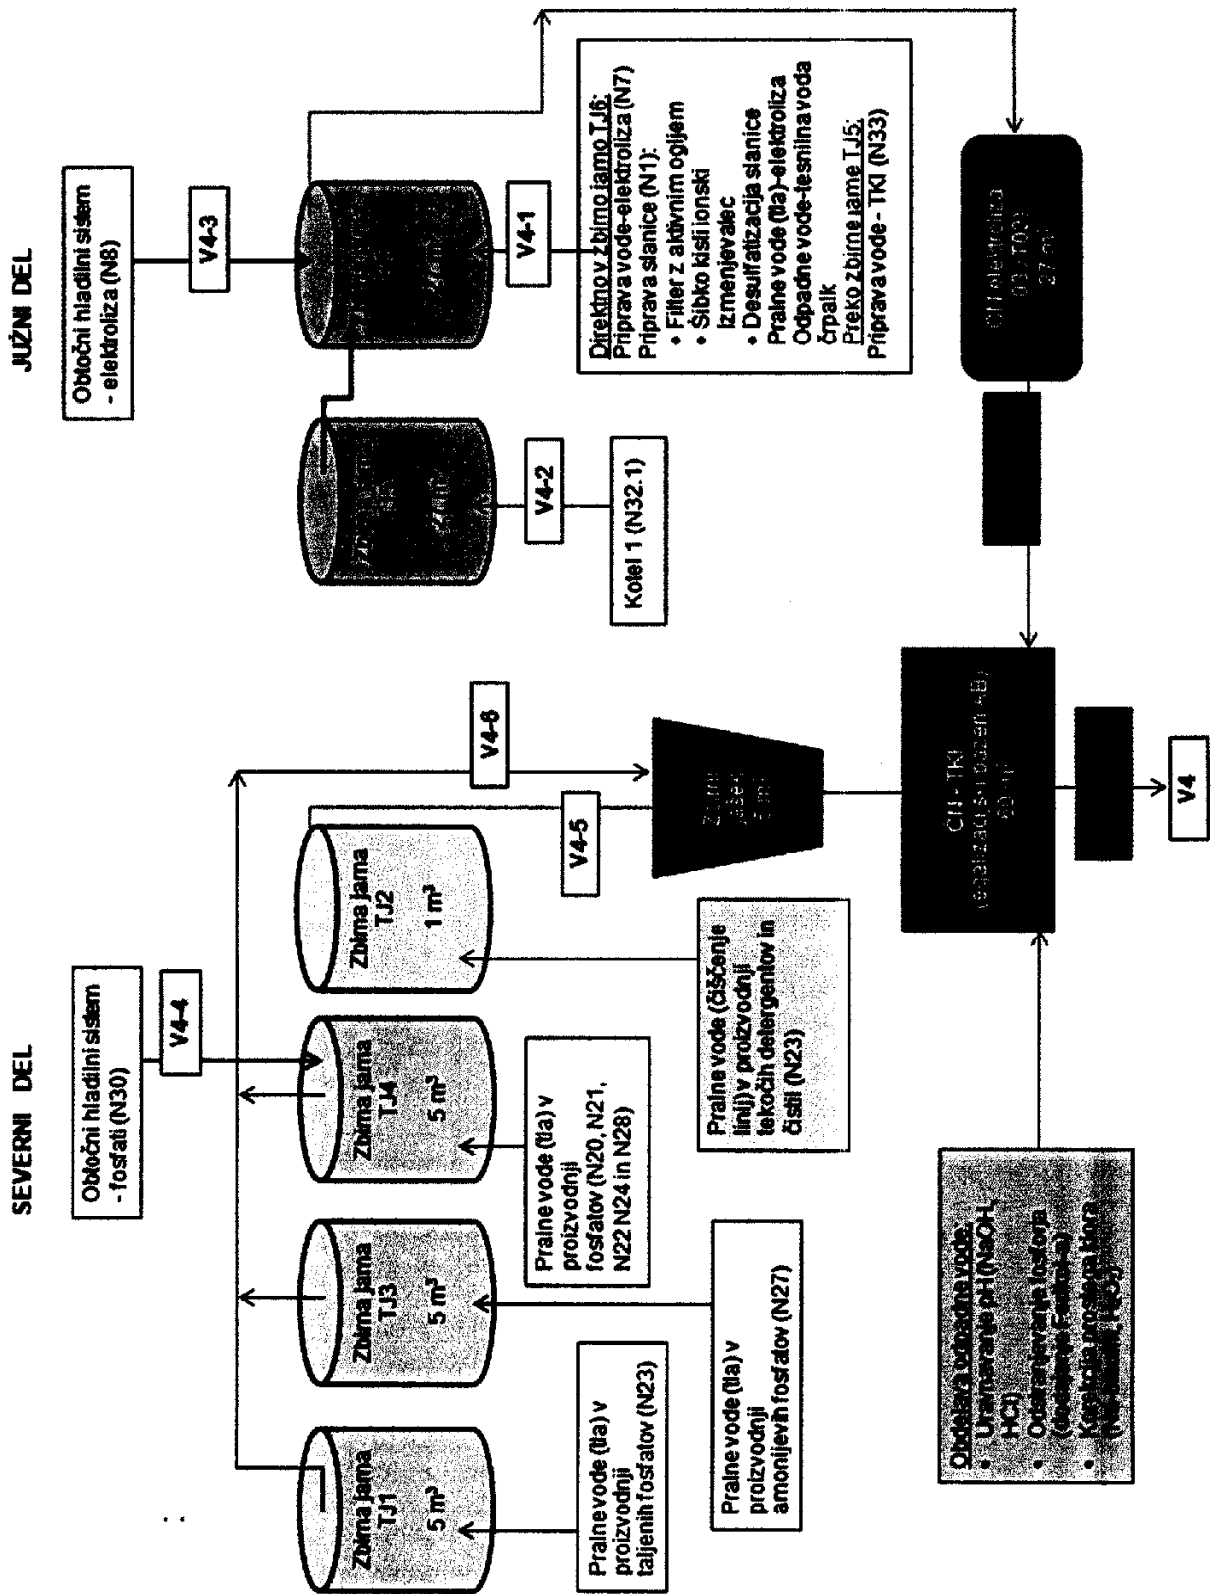 SEVERNI DEL
JUŽNI DEL
Obtočni hladilni sistem
- fosfati (N30)
V4-4
Obtočni hladilni sistem
- elektroliza (N8)
V4-3
Zbirna jama
TJ1
5 m³
Zbirna jama
TJ3
5 m³
Zbirna jama
TJ4
5 m³
Zbirna jama
TJ2
1 m³
V4-5
V4-6
V4-2
V4-1
Kotel 1 (N32.1)
Pralne vode (tla) v
proizvodnji
taljenih fosfatov (N23)
Pralne vode (tla) v
proizvodnji
amonijevih fosfatov (N27)
Pralne vode (tla) v
proizvodnji
fosfatov (N20, N21,
N22 N24 in N28)
Pralne vode (čiščenje
linij) v proizvodnji
tekočih detergentov in
čistil (N23)
Direktno v zbirno jamo TJ6:
Priprava vode-elektroliza (N7)
Priprava slanice (N1):
• Filter z aktivnim ogljem
• Šibko kisli ionski
izmenjevalec
• Desulfatizacija slanice
Pralne vode (tla)-elektroliza
Odpadne vode-tesnilna voda
črpalk
Preko zbirne jame TJ5:
Priprava vode - TKI (N33)
Obdelava odpadne vode:
• Uravnavanje pH (NaOH,
HCl)
• Odstranjevanje fosforja
• Korekcija prostega klora
ČN - TKI
V4